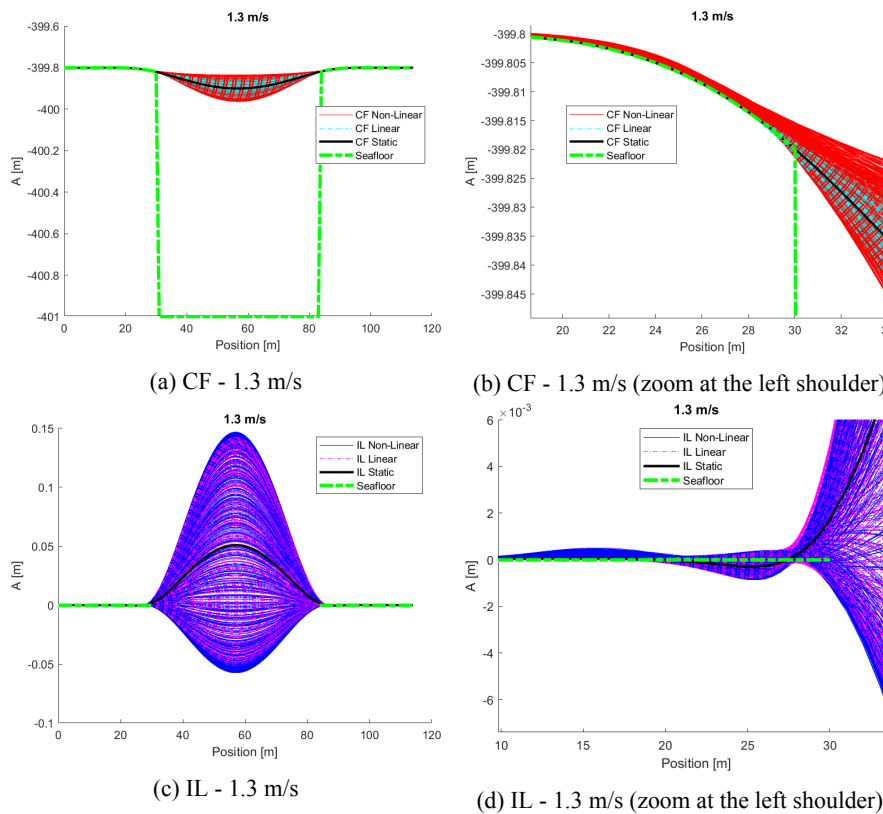 1.3 m/s
-399.6
-399.8
-400
-400.2
-400.4
-400.6
-400.8
-401
A [m]
CF Non-Linear
CF Linear
CF Static
Seafloor
0 20 40 60 80 100 120
Position [m]
(a) CF - 1.3 m/s
1.3 m/s
-399.8
-399.805
-399.81
-399.815
-399.82
-399.825
-399.83
-399.835
-399.84
-399.845
A [m]
CF Non-Linear
CF Linear
CF Static
Seafloor
20 22 24 26 28 30 32
Position [m]
(b) CF - 1.3 m/s (zoom at the left shoulder)
1.3 m/s
0.15
0.1
0.05
0
-0.05
-0.1
A [m]
IL Non-Linear
IL Linear
IL Static
Seafloor
0 20 40 60 80 100 120
Position [m]
(c) IL - 1.3 m/s
×10⁻³
1.3 m/s
6
4
2
0
-2
-4
-6
A [m]
IL Non-Linear
IL Linear
IL Static
Seafloor
10 15 20 25 30
Position [m]
(d) IL - 1.3 m/s (zoom at the left shoulder)